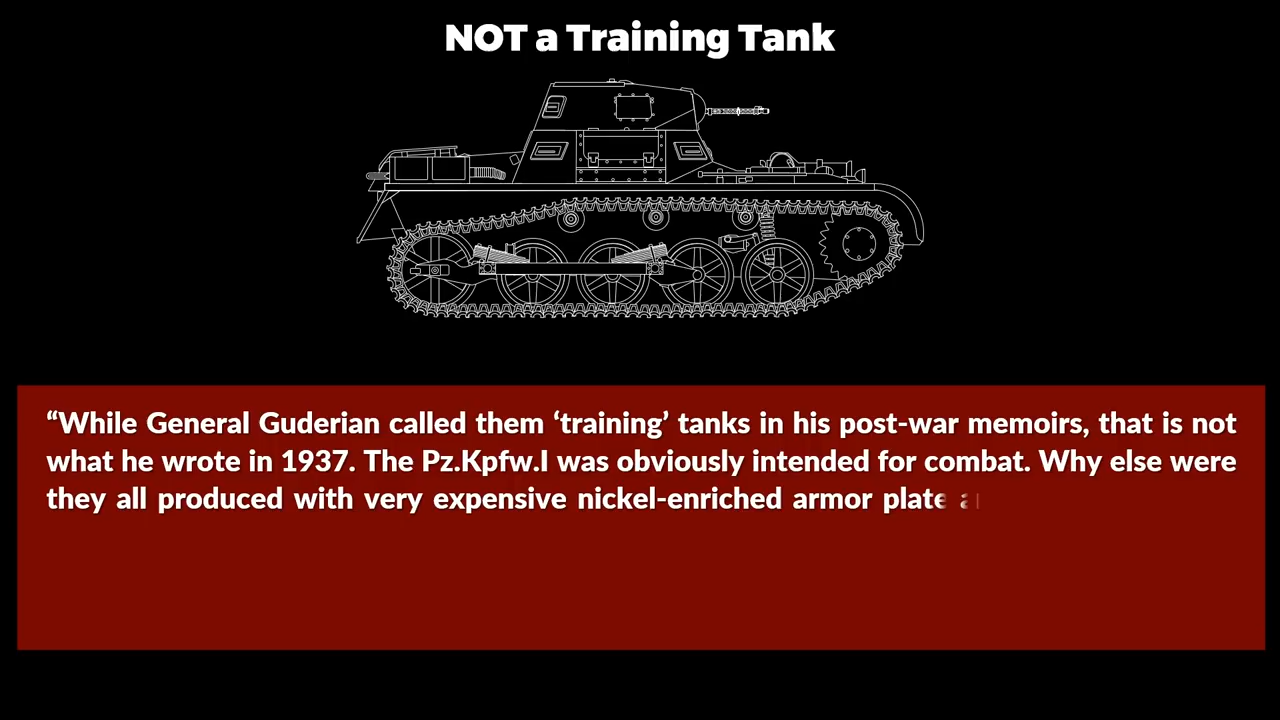 NOT a Training Tank
“While General Guderian called them ‘training’ tanks in his post-war memoirs, that is not
what he wrote in 1937. The Pz.Kpfw.I was obviously intended for combat. Why else were
they all produced with very expensive nickel-enriched armor plate